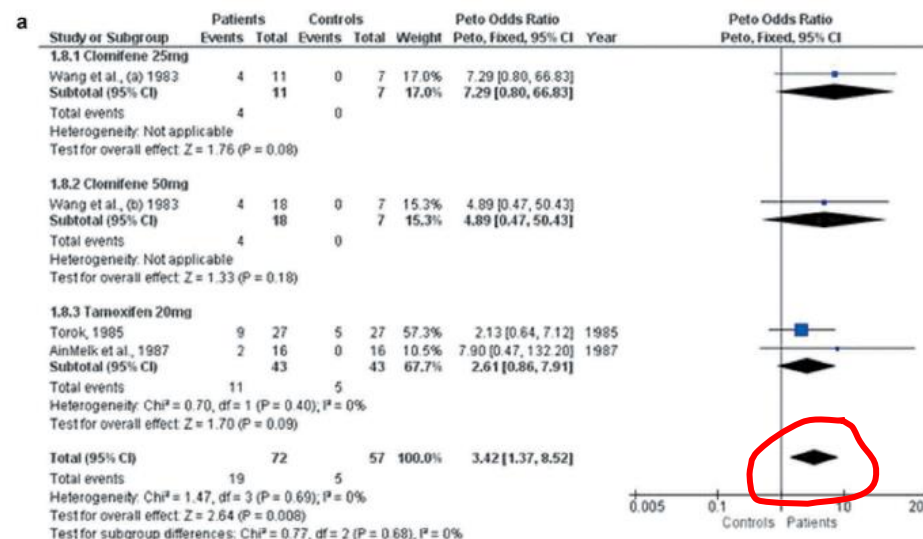 a
Patients Controls Peto Odds Ratio Peto Odds Ratio
Study or Subgroup Events Total Events Total Weight Peto, Fixed, 95% CI Year Peto, Fixed, 95% CI
1.8.1 Clomifene 25mg
Wang et al., (a) 1983 4 11 0 7 17.0% 7.29 [0.80, 66.83]
Subtotal (95% CI) 11 7 17.0% 7.29 [0.80, 66.83]
Total events 4 0
Heterogeneity: Not applicable
Test for overall effect: Z = 1.76 (P = 0.08)
1.8.2 Clomifene 50mg
Wang et al., (b) 1983 4 18 0 7 15.3% 4.89 [0.47, 50.43]
Subtotal (95% CI) 18 7 15.3% 4.89 [0.47, 50.43]
Total events 4 0
Heterogeneity: Not applicable
Test for overall effect: Z = 1.33 (P = 0.18)
1.8.3 Tamoxifen 20mg
Torok, 1985 9 27 5 27 57.3% 2.13 [0.64, 7.12] 1985
AinMelk et al., 1987 2 16 0 16 10.5% 7.90 [0.47, 132.20] 1987
Subtotal (95% CI) 43 43 67.7% 2.61 [0.86, 7.91]
Total events 11 5
Heterogeneity: Chi² = 0.70, df = 1 (P = 0.40); I² = 0%
Test for overall effect: Z = 1.70 (P = 0.09)
Total (95% CI) 72 57 100.0% 3.42 [1.37, 8.52]
Total events 19 5
Heterogeneity: Chi² = 1.47, df = 3 (P = 0.69); I² = 0%
Test for overall effect: Z = 2.64 (P = 0.008)
Test for subgroup differences: Chi² = 0.77, df = 2 (P = 0.68), I² = 0%
0.005 0.1 1 10 20
Controls Patients